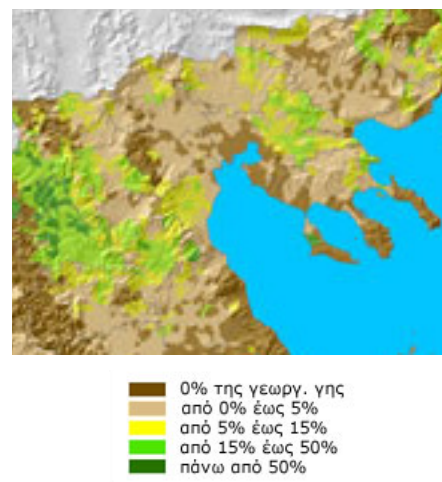 0% της γεωργ. γης
από 0% έως 5%
από 5% έως 15%
από 15% έως 50%
πάνω από 50%